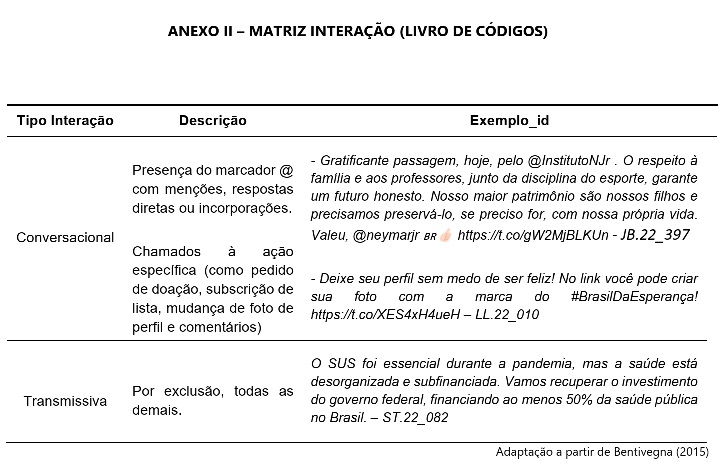 ANEXO II – MATRIZ INTERAÇÃO (LIVRO DE CÓDIGOS)
Tipo Interação Descrição Exemplo_id
Conversacional
Presença do marcador @
com menções, respostas
diretas ou incorporações.
Chamados à ação
específica (como pedido
de doação, subscrição de
lista, mudança de foto de
perfil e comentários)
- Gratificante passagem, hoje, pelo @InstitutoNJr . O respeito à
família e aos professores, junto da disciplina do esporte, garante
um futuro honesto. Nosso maior patrimônio são nossos filhos e
precisamos preservá-lo, se preciso for, com nossa própria vida.
Valeu, @neymarjr BR👍🏻 https://t.co/gW2MjBLKUn - JB.22_397
- Deixe seu perfil sem medo de ser feliz! No link você pode criar
sua foto com a marca do #BrasilDaEsperança!
https://t.co/XES4xH4ueH – LL.22_010
Transmissiva
Por exclusão, todas as
demais.
O SUS foi essencial durante a pandemia, mas a saúde está
desorganizada e subfinanciada. Vamos recuperar o investimento
do governo federal, financiando ao menos 50% da saúde pública
no Brasil. – ST.22_082
Adaptação a partir de Bentivegna (2015)